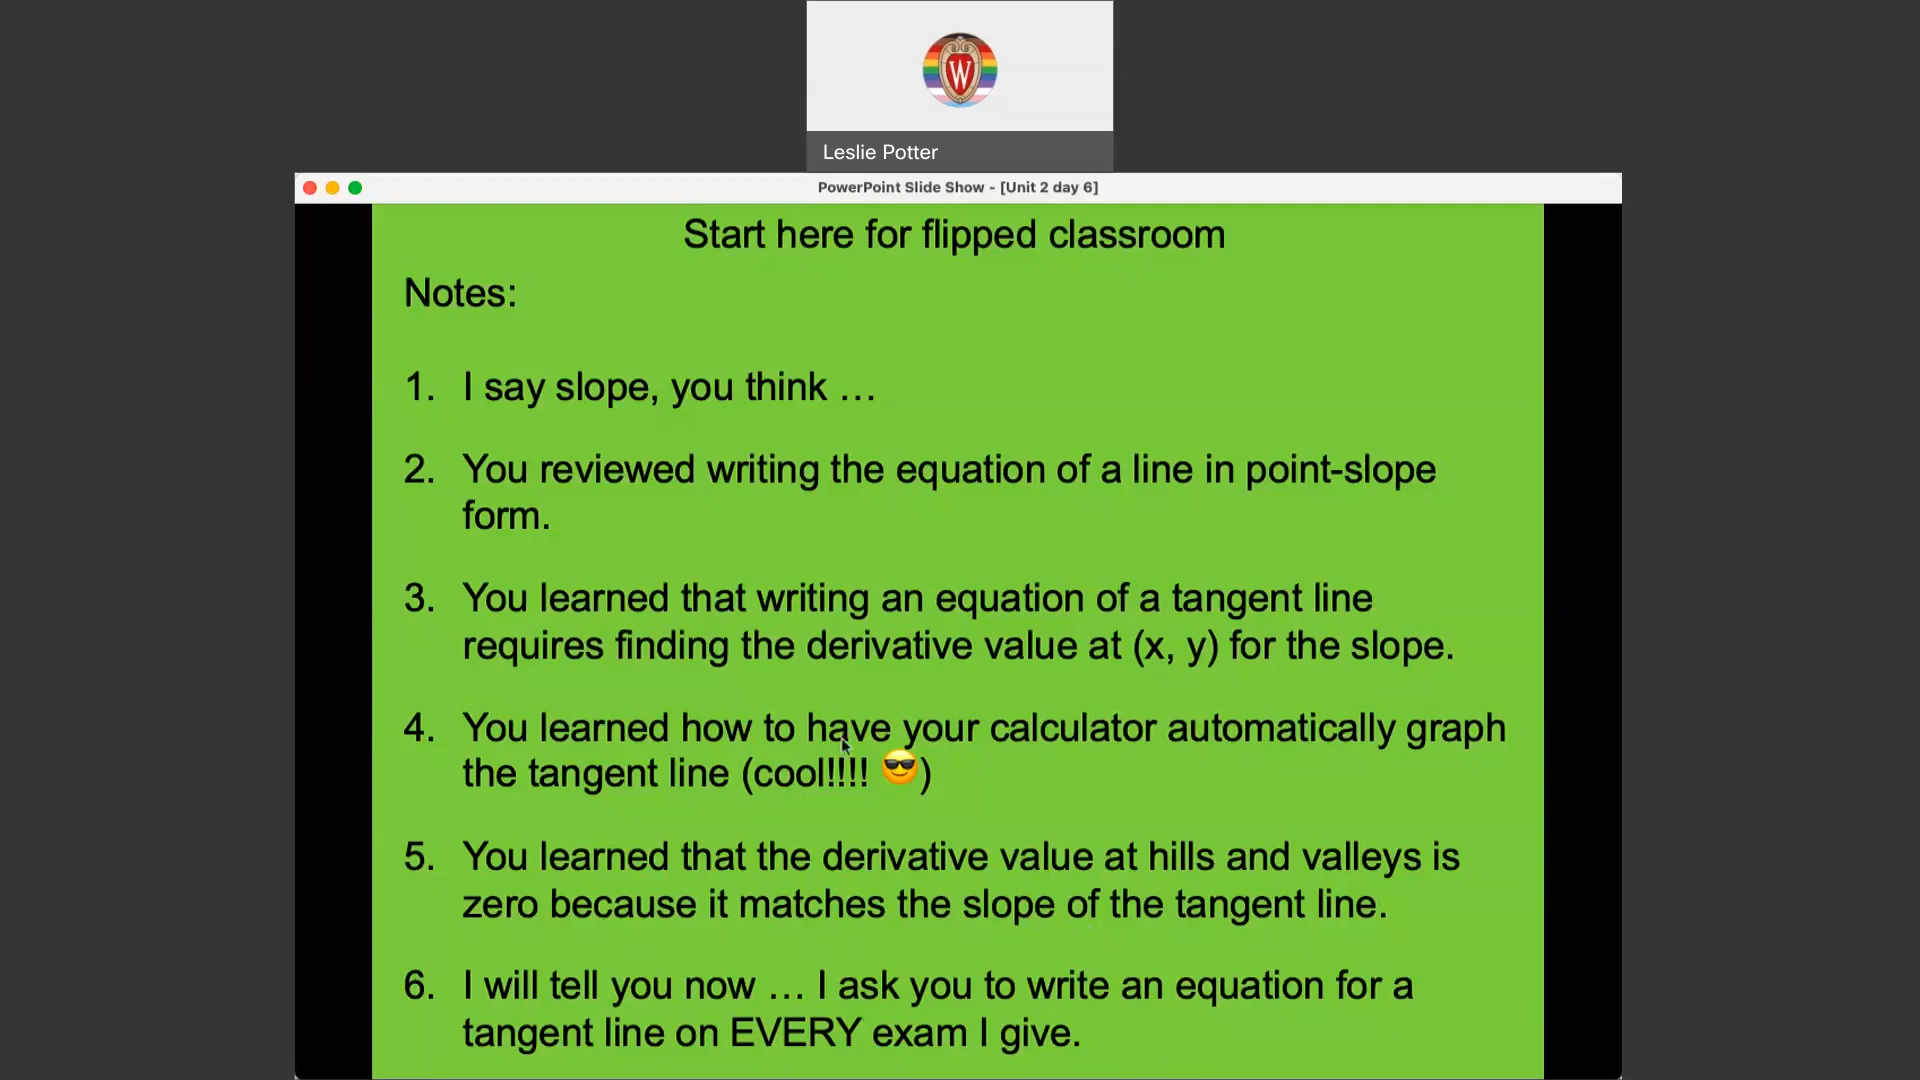 W
Leslie Potter
PowerPoint Slide Show - [Unit 2 day 6]
Start here for flipped classroom
Notes:
1. I say slope, you think …
2. You reviewed writing the equation of a line in point-slope
form.
3. You learned that writing an equation of a tangent line
requires finding the derivative value at (x, y) for the slope.
4. You learned how to have your calculator automatically graph
the tangent line (cool!!!! 😎)
5. You learned that the derivative value at hills and valleys is
zero because it matches the slope of the tangent line.
6. I will tell you now … I ask you to write an equation for a
tangent line on EVERY exam I give.